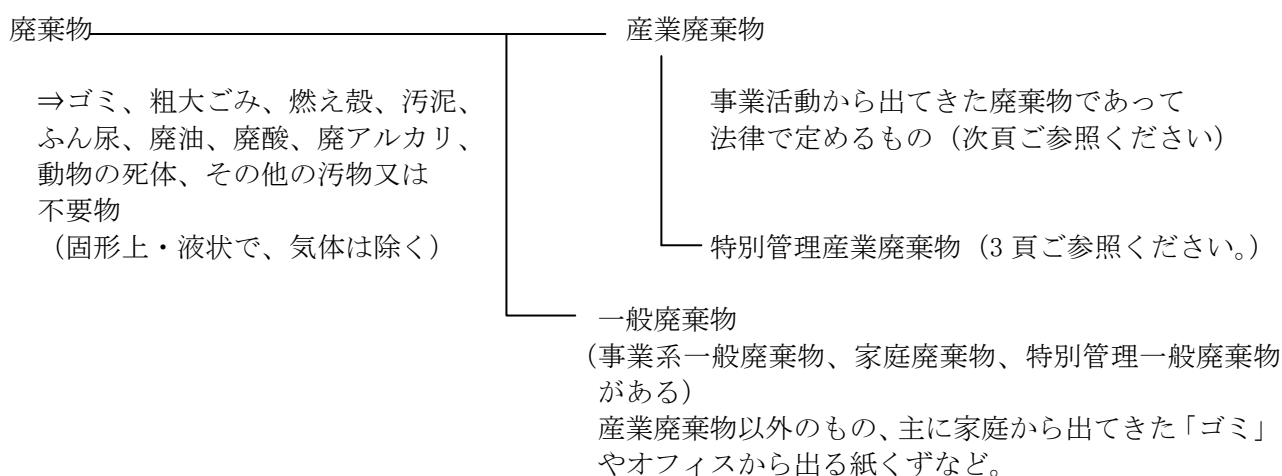 廃棄物 産業廃棄物
⇒ゴミ、粗大ごみ、燃え殻、汚泥、
ふん尿、廃油、廃酸、廃アルカリ、
動物の死体、その他の汚物又は
不要物
（固形上・液状で、気体は除く）
事業活動から出てきた廃棄物であって
法律で定めるもの（次頁ご参照ください）
特別管理産業廃棄物（3 頁ご参照ください。）
一般廃棄物
（事業系一般廃棄物、家庭廃棄物、特別管理一般廃棄物
がある）
産業廃棄物以外のもの、主に家庭から出てきた「ゴミ」
やオフィスから出る紙くずなど。